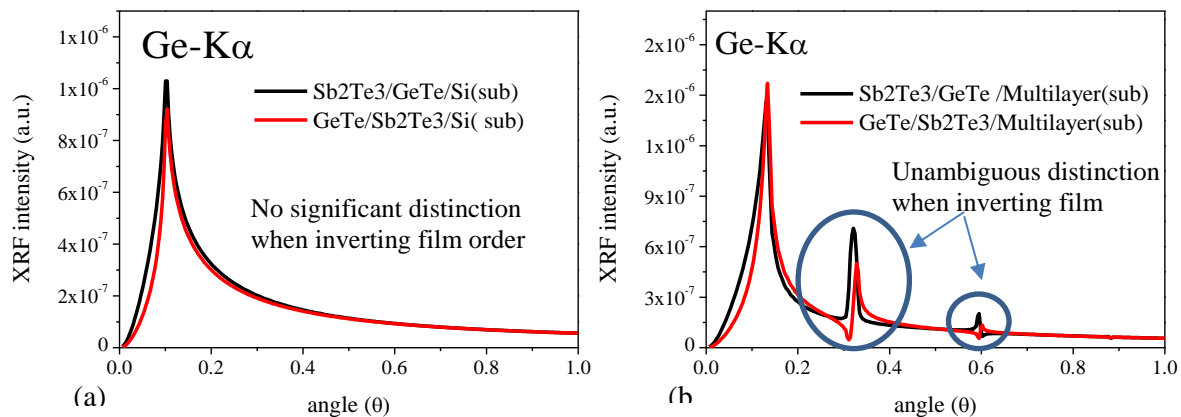 Ge-Kα
Sb2Te3/GeTe/Si(sub)
GeTe/Sb2Te3/Si( sub)
No significant distinction
when inverting film order
XRF intensity (a.u.)
1x10⁻⁶
1x10⁻⁶
8x10⁻⁷
6x10⁻⁷
4x10⁻⁷
2x10⁻⁷
0
0.0 0.2 0.4 0.6 0.8 1.0
angle (θ)
(a)
Ge-Kα
Sb2Te3/GeTe /Multilayer(sub)
GeTe/Sb2Te3/Multilayer(sub)
Unambiguous distinction
when inverting film
XRF intensity (a.u.)
2x10⁻⁶
2x10⁻⁶
1x10⁻⁶
9x10⁻⁷
6x10⁻⁷
3x10⁻⁷
0
0.0 0.2 0.4 0.6 0.8 1.0
angle (θ)
(b